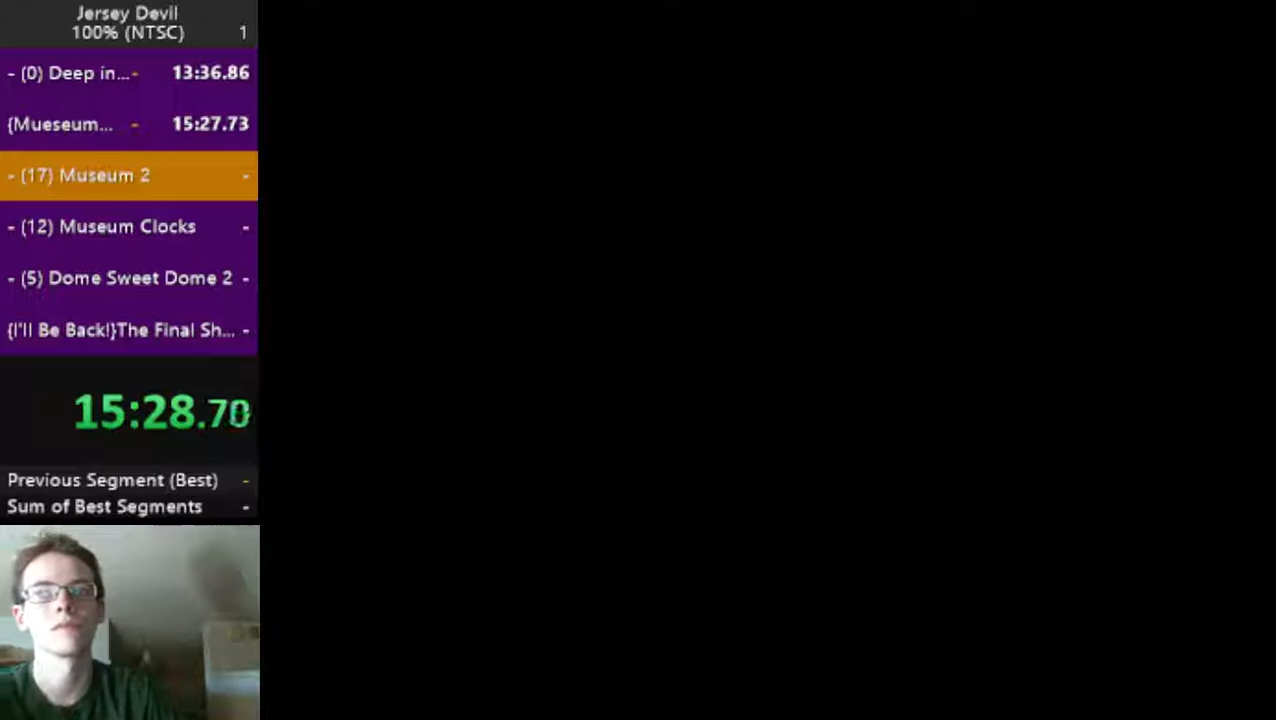 Jersey Devil
100% (NTSC) 1
- (0) Deep in... - 13:36.86
{Mueseum... - 15:27.73
- (17) Museum 2 -
- (12) Museum Clocks -
- (5) Dome Sweet Dome 2 -
{I'll Be Back!}The Final Sh... -
15:28.70
Previous Segment (Best) -
Sum of Best Segments -